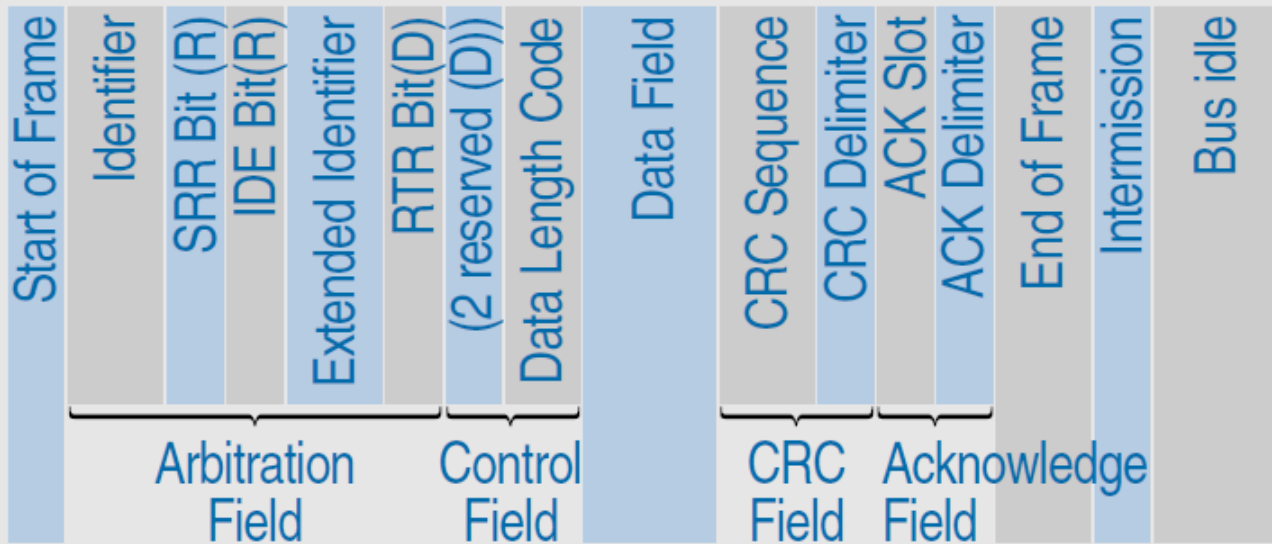 Start of Frame
Identifier
SRR Bit (R)
IDE Bit(R)
Extended Identifier
RTR Bit(D)
(2 reserved (D))
Data Length Code
Data Field
CRC Sequence
CRC Delimiter
ACK Slot
ACK Delimiter
End of Frame
Intermission
Bus idle
Arbitration
Field
Control
Field
CRC
Field
Acknowledge
Field